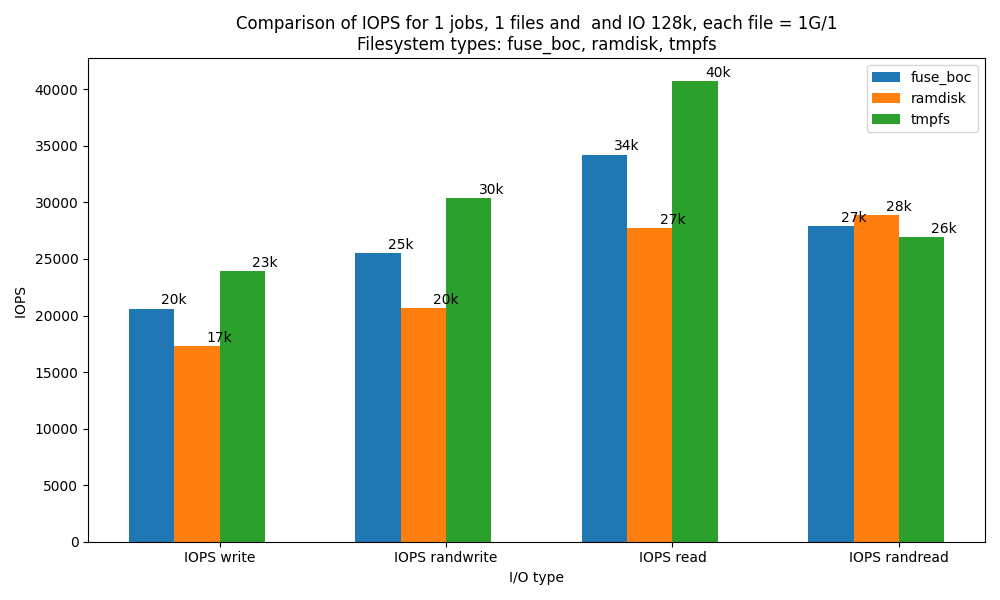 Comparison of IOPS for 1 jobs, 1 files and  and IO 128k, each file = 1G/1
Filesystem types: fuse_boc, ramdisk, tmpfs
fuse_boc
ramdisk
tmpfs
IOPS
40000
35000
30000
25000
20000
15000
10000
5000
0
20k
17k
23k
25k
20k
30k
34k
27k
40k
27k
28k
26k
IOPS write
IOPS randwrite
IOPS read
IOPS randread
I/O type